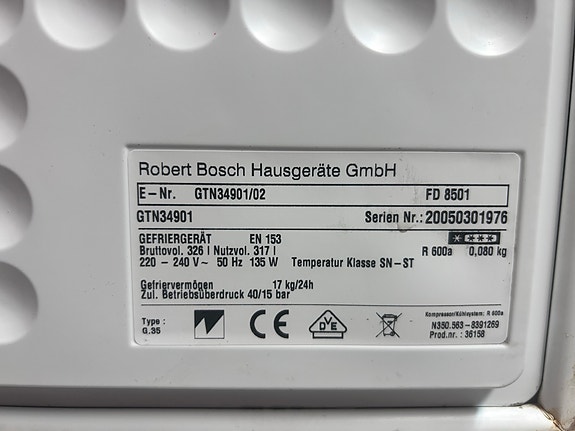 Robert Bosch Hausgeräte GmbH
E-Nr. GTN34901/02 FD 8501
GTN34901 Serien Nr.: 20050301976
GEFRIERGERÄT EN 153
Bruttovol. 326 l Nutzvol. 317 l R 600a 0,080 kg
220 - 240 V~ 50 Hz 135 W Temperatur Klasse SN-ST
Gefriervermögen 17 kg/24h
Zul. Betriebsüberdruck 40/15 bar
Type : G.35
CE
DVE
Kompressor/Kühlsystem: R 600a
N350.563-8391269
Prod.nr. : 36158